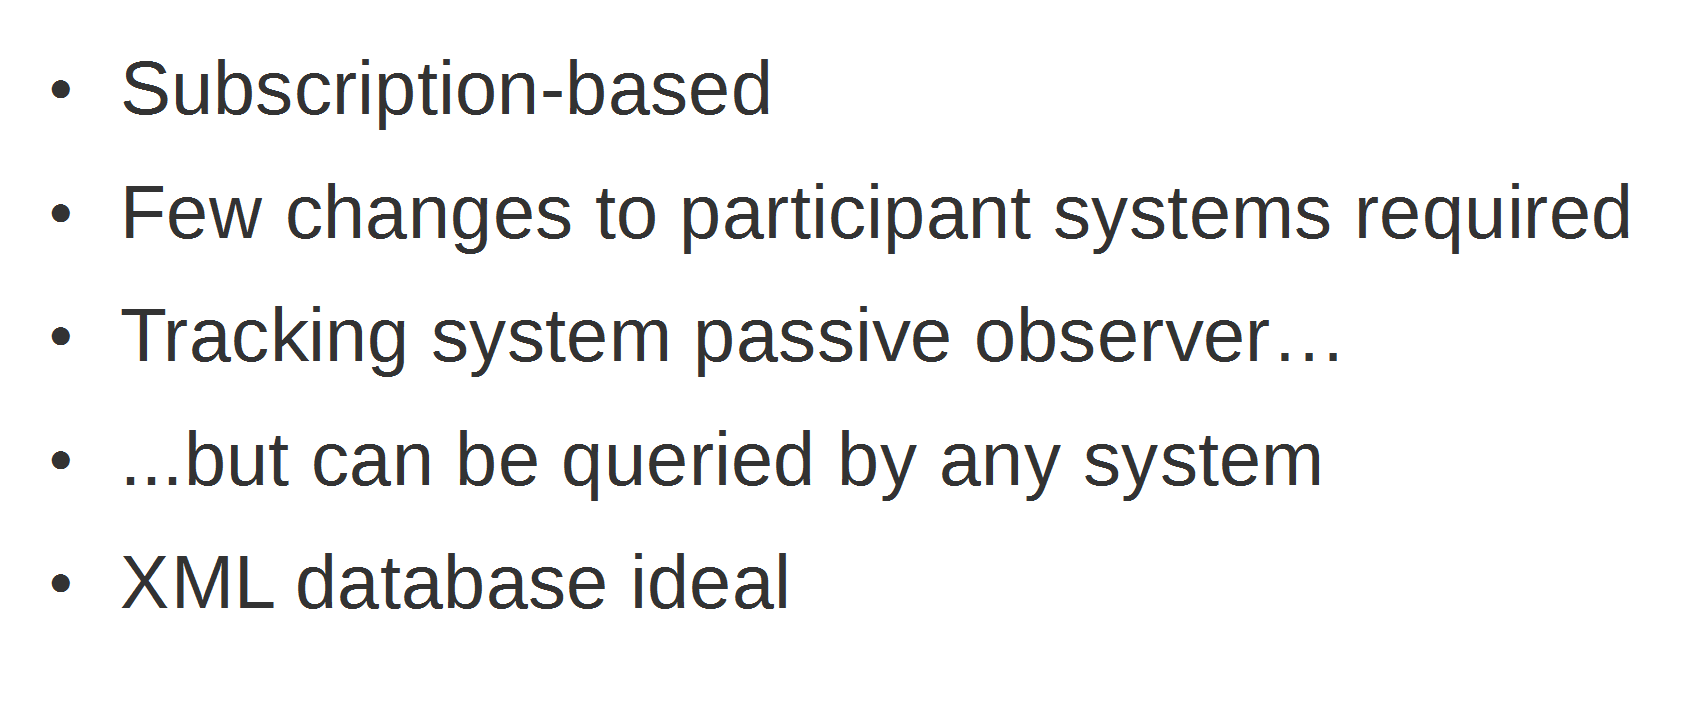 • Subscription-based
• Few changes to participant systems required
• Tracking system passive observer…
• ...but can be queried by any system
• XML database ideal